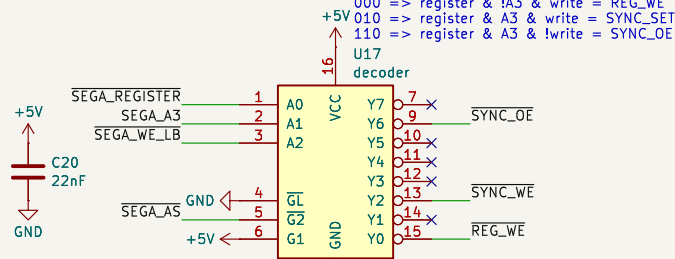 000 => register & !A3 & write = REG_WE
010 => register & A3 & write = SYNC_SET
110 => register & A3 & !write = SYNC_OE
+5V
U17
decoder
16
VCC
SEGA_REGISTER 1 A0 Y7 7
SEGA_A3 2 A1 Y6 9 SYNC_OE
SEGA_WE_LB 3 A2 Y5 10
Y4 11
Y3 12
GND 4 GL Y2 13 SYNC_WE
SEGA_AS 5 G2 Y1 14
+5V 6 G1 GND Y0 15 REG_WE
+5V
C20
22nF
GND